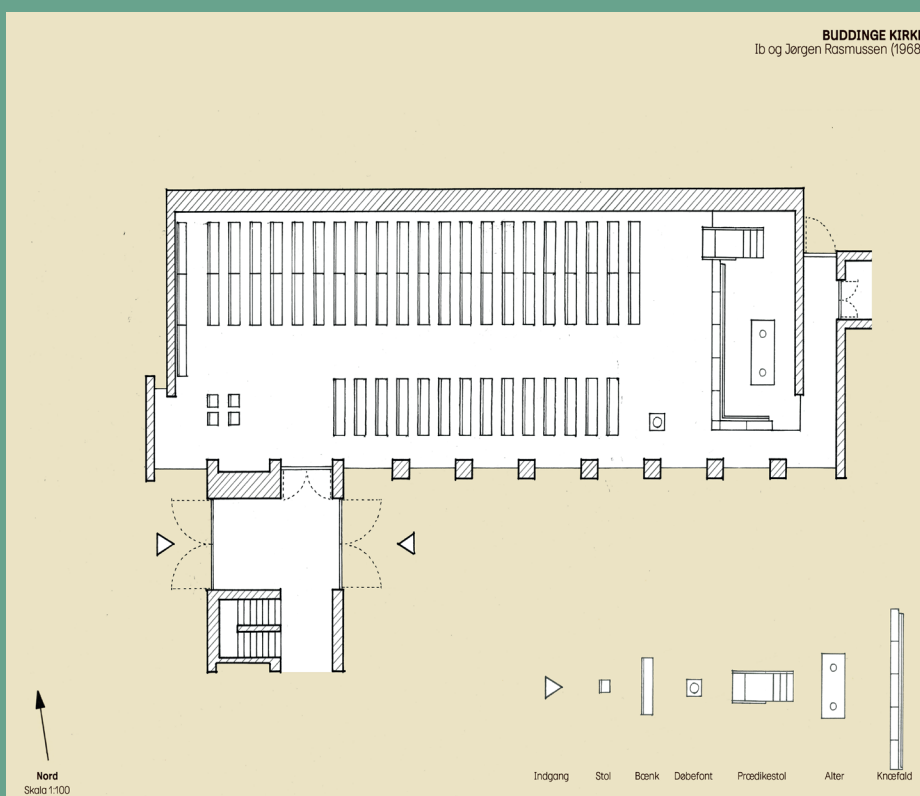 BUDDINGE KIRK
Ib og Jørgen Rasmussen (1968
Indgang Stol Bænk Døbefont Prædikestol Alter Knæfald
Nord
Skala 1:100